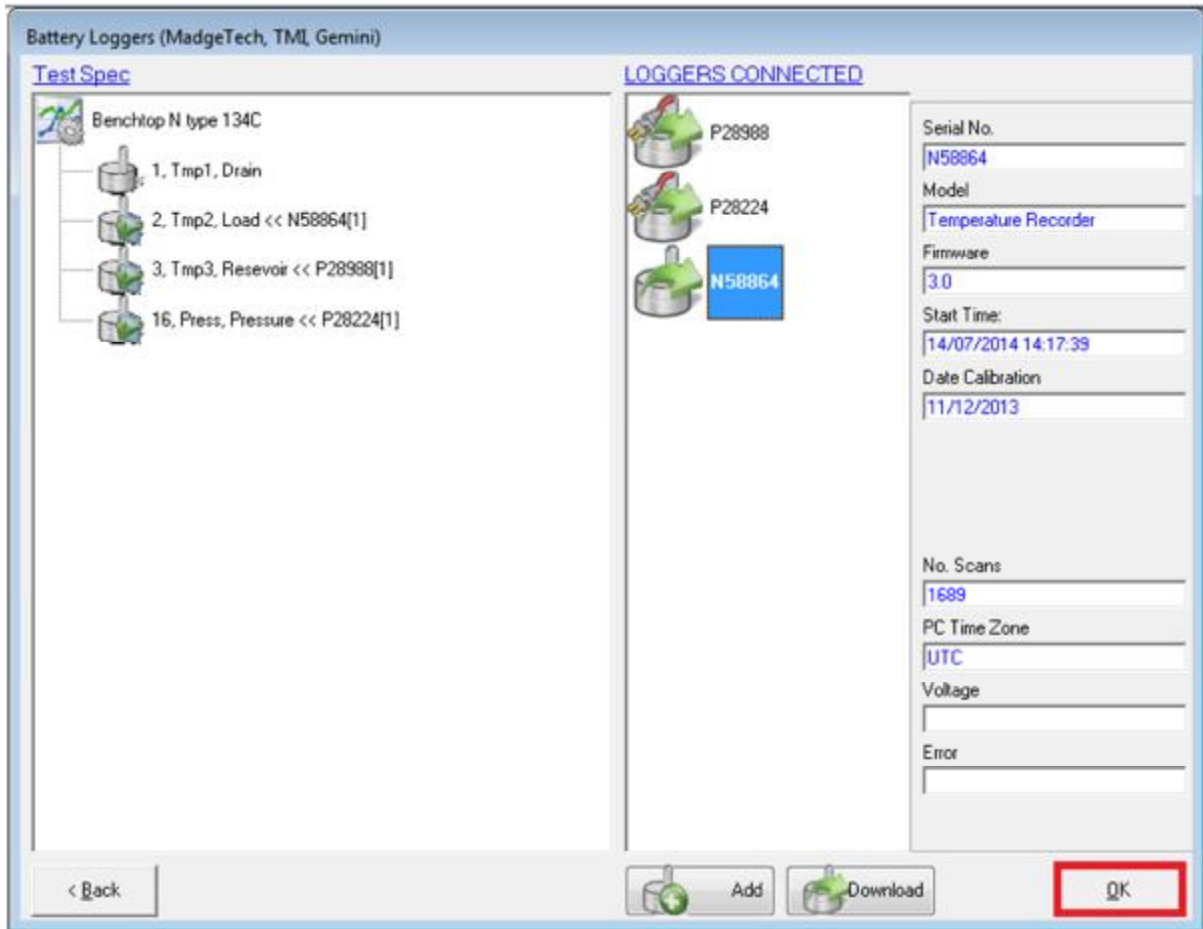 Battery Loggers (MadgeTech, TMI, Gemini)
Test Spec
Benchtop N type 134C
1, Tmp1, Drain
2, Tmp2, Load << N58864[1]
3, Tmp3, Resevoir << P28988[1]
16, Press, Pressure << P28224[1]
LOGGERS CONNECTED
P28988
P28224
N58864
Serial No.
N58864
Model
Temperature Recorder
Firmware
3.0
Start Time:
14/07/2014 14:17:39
Date Calibration
11/12/2013
No. Scans
1689
PC Time Zone
UTC
Voltage
Error
< Back
Add
Download
OK